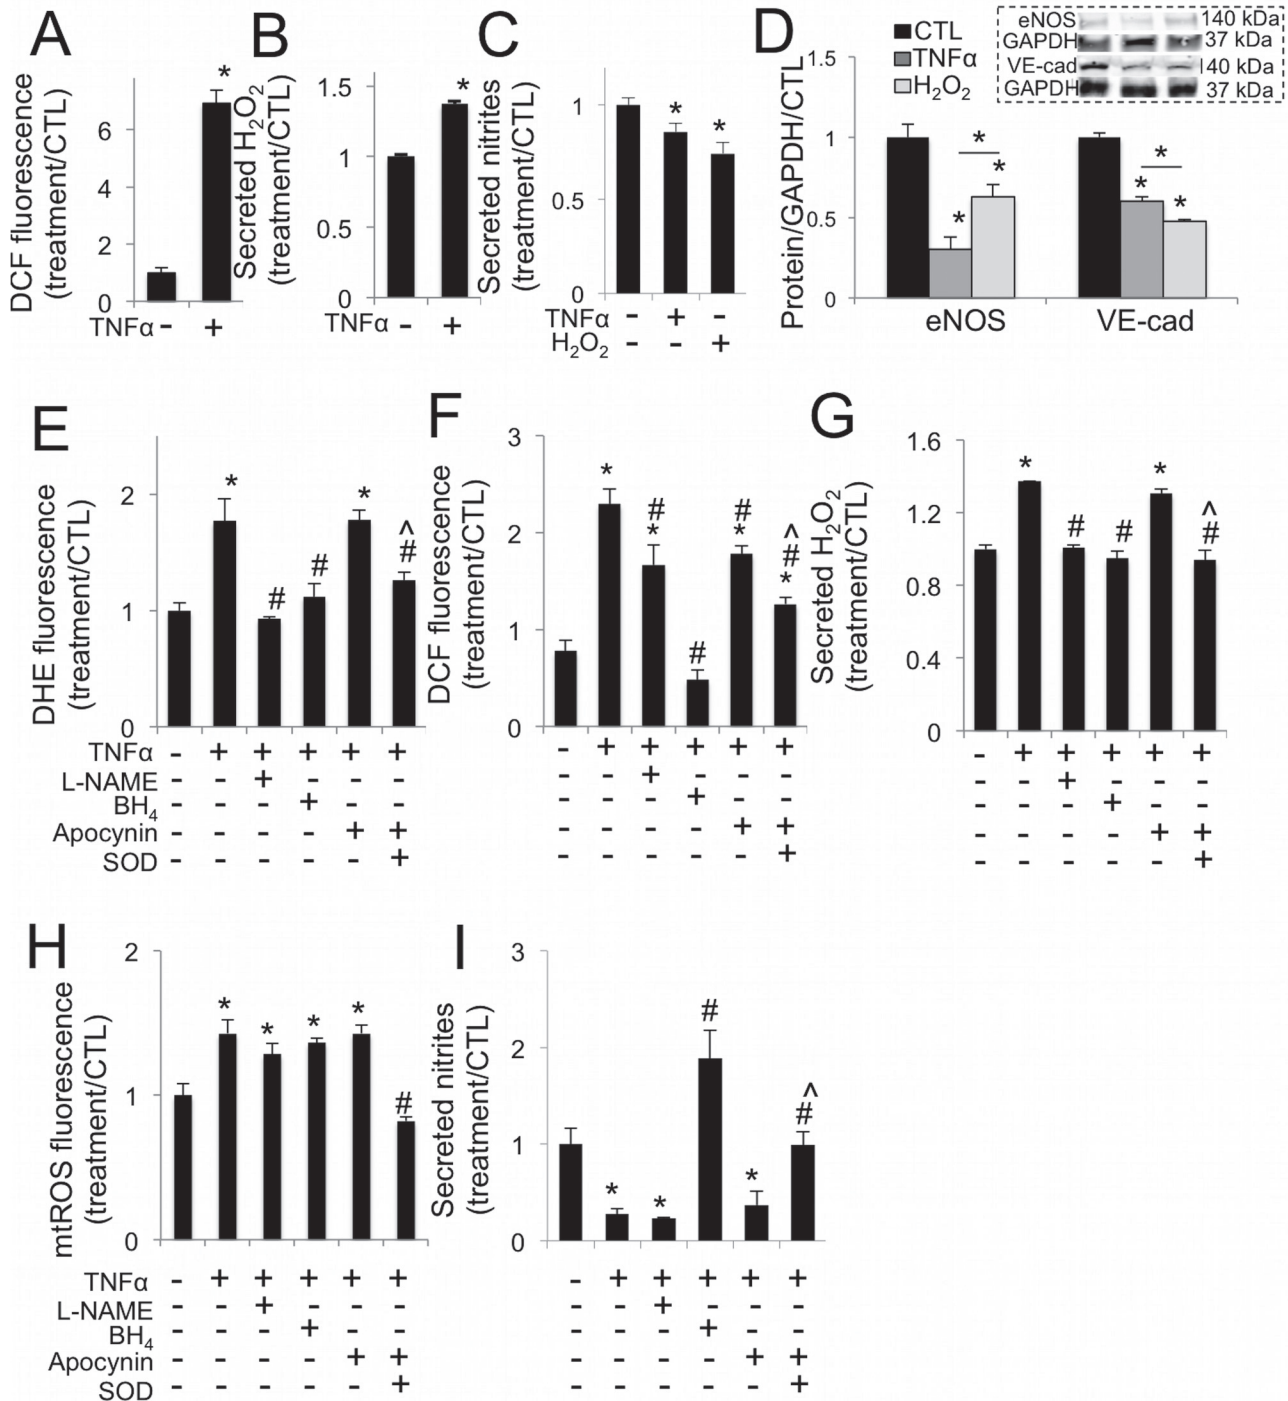 A
DCF fluorescence
(treatment/CTL)
6
4
2
0
*
TNFα - +
B
Secreted H₂O₂
(treatment/CTL)
1.5
1
0.5
0
*
TNFα - +
C
Secreted nitrites
(treatment/CTL)
1
0.5
0
* *
TNFα - + -
H₂O₂ - - +
D
Protein/GAPDH/CTL
1.5
1
0.5
0
CTL
TNFα
H₂O₂
eNOS 140 kDa
GAPDH 37 kDa
VE-cad 140 kDa
GAPDH 37 kDa
* * *
* * *
eNOS VE-cad
E
DHE fluorescence
(treatment/CTL)
2
1
0
* # # * ^ #
TNFα - + + + + +
L-NAME - - + - - -
BH₄ - - - + - -
Apocynin - - - - + +
SOD - - - - - +
F
DCF fluorescence
(treatment/CTL)
3
2
1
0
* # * # # * ^ # *
- + + + + +
- - + - - -
- - - + - -
- - - - + +
- - - - - +
G
Secreted H₂O₂
(treatment/CTL)
1.6
1.2
0.8
0.4
0
* # # * ^ #
- + + + + +
- - + - - -
- - - + - -
- - - - + +
- - - - - +
H
mtROS fluorescence
(treatment/CTL)
2
1
0
* * * * #
TNFα - + + + + +
L-NAME - - + - - -
BH₄ - - - + - -
Apocynin - - - - + +
SOD - - - - - +
I
Secreted nitrites
(treatment/CTL)
3
2
1
0
* * # * ^ #
- + + + + +
- - + - - -
- - - + - -
- - - - + +
- - - - - +